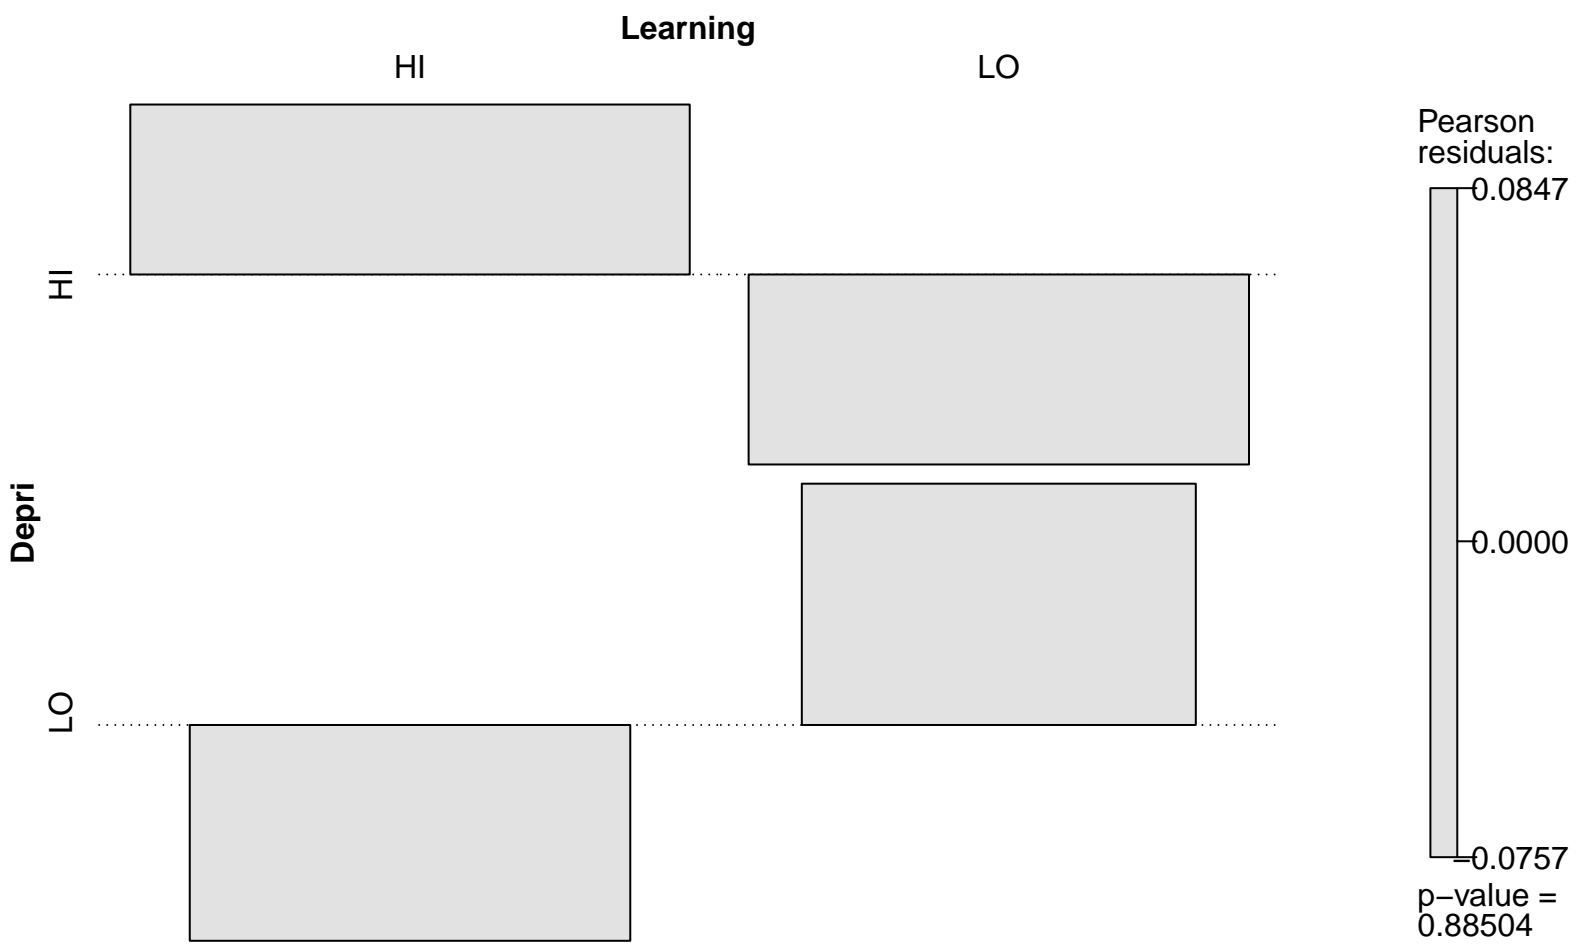 Learning
HI
LO
HI
LO
Depri
Pearson
residuals:
0.0847
0.0000
−0.0757
p−value =
0.88504